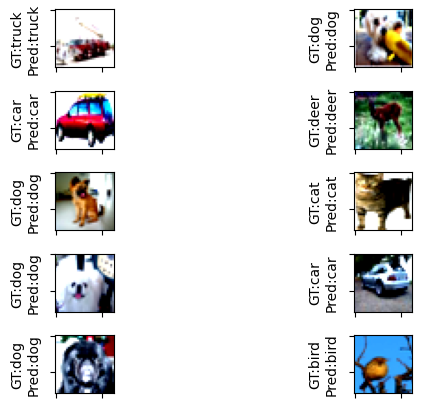 GT:truck
Pred:truck
GT:dog
Pred:dog
GT:car
Pred:car
GT:deer
Pred:deer
GT:dog
Pred:dog
GT:cat
Pred:cat
GT:dog
Pred:dog
GT:car
Pred:car
GT:dog
Pred:dog
GT:bird
Pred:bird